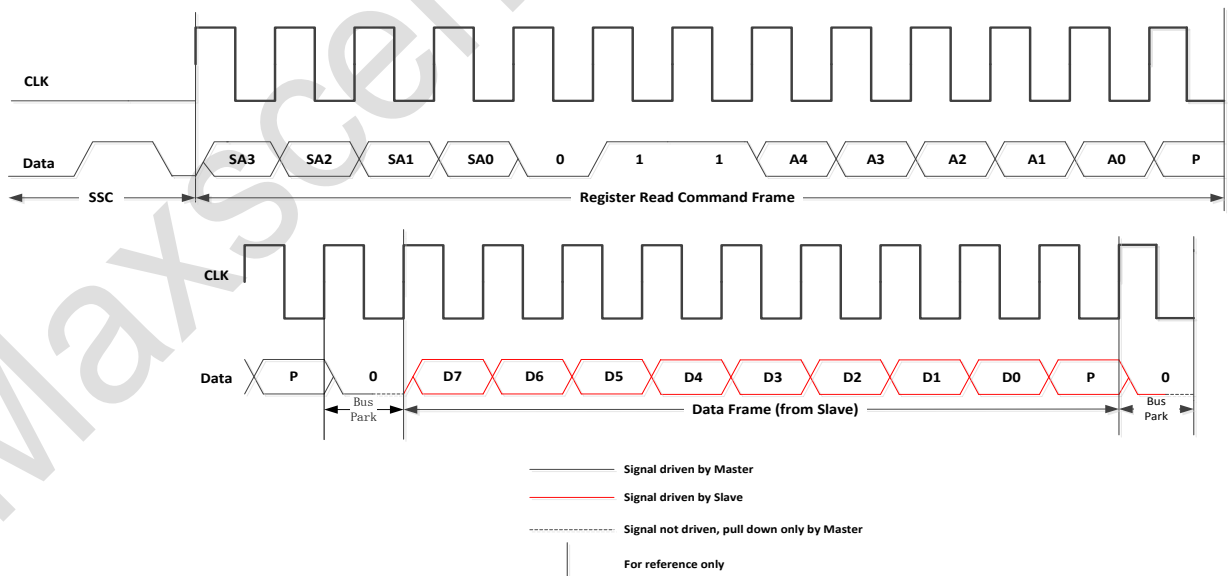 Maxscen
CLK
Data SA3 SA2 SA1 SA0 0 1 1 A4 A3 A2 A1 A0 P
SSC Register Read Command Frame
CLK
Data P 0 D7 D6 D5 D4 D3 D2 D1 D0 P 0
Bus Park Data Frame (from Slave) Bus Park
Signal driven by Master
Signal driven by Slave
Signal not driven, pull down only by Master
For reference only